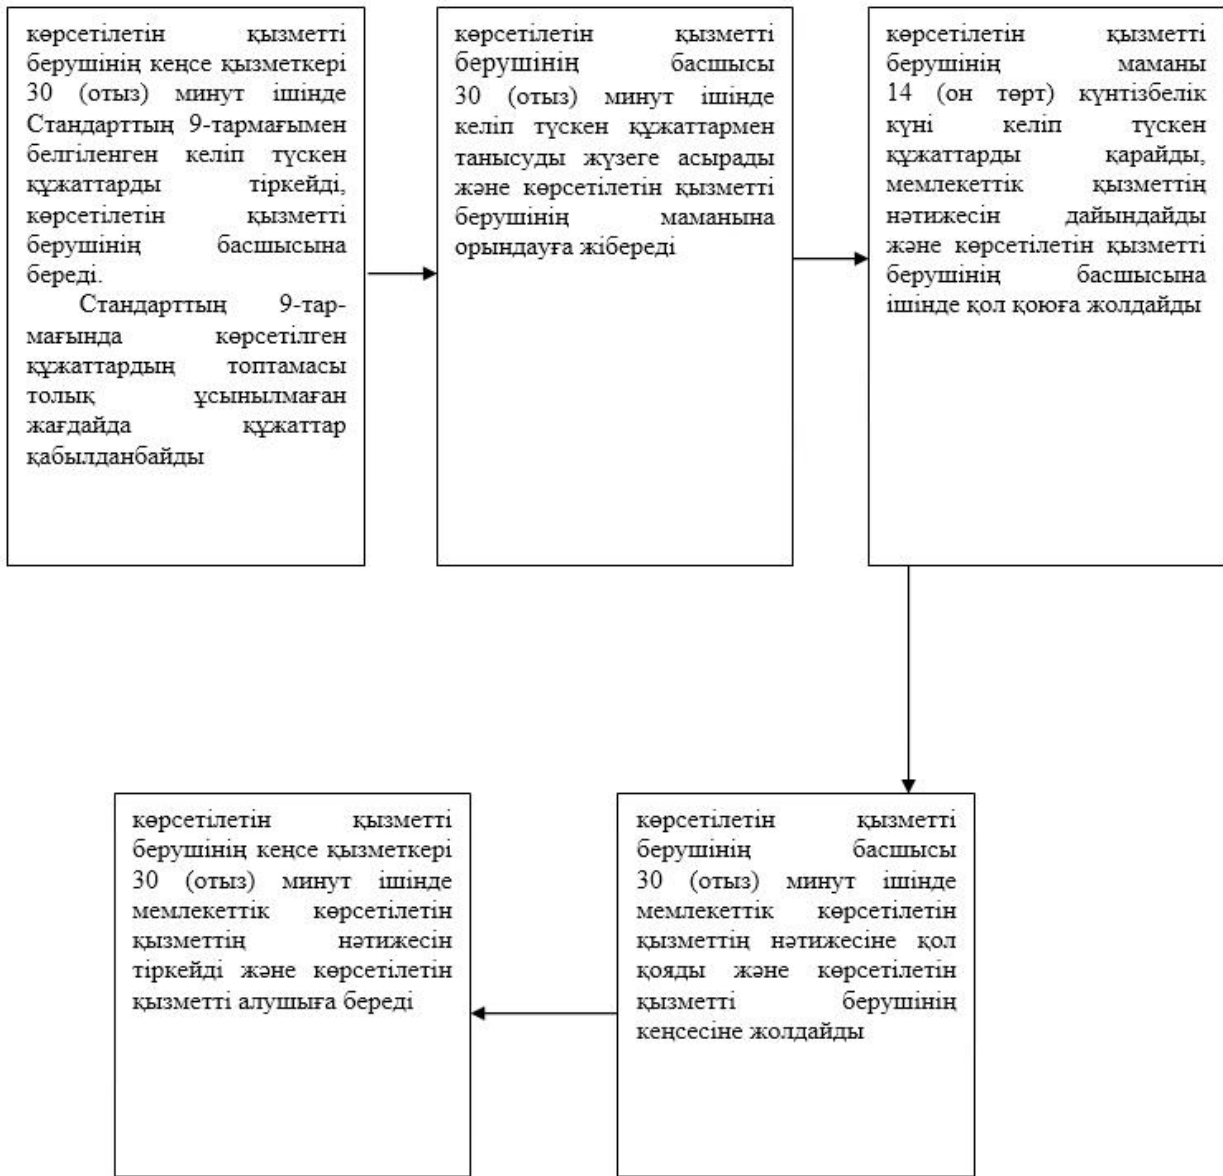 көрсетілетін қызметті
берушінің кеңсе қызметкері
30 (отыз) минут ішінде
Стандарттың 9-тармағымен
белгіленген келіп түскен
құжаттарды тіркейді,
көрсетілетін қызметті
берушінің басшысына
береді.
Стандарттың 9-тар-
мағында көрсетілген
құжаттардың топтамасы
толық ұсынылмаған
жағдайда құжаттар
қабылданбайды
көрсетілетін қызметті
берушінің басшысы
30 (отыз) минут ішінде
келіп түскен құжаттармен
танысуды жүзеге асырады
және көрсетілетін қызметті
берушінің маманына
орындауға жібереді
көрсетілетін қызметті
берушінің маманы
14 (он төрт) күнтізбелік
күні келіп түскен
құжаттарды қарайды,
мемлекеттік қызметтің
нәтижесін дайындайды
және көрсетілетін қызметті
берушінің басшысына
ішінде қол қоюға жолдайды
көрсетілетін қызметті
берушінің басшысы
30 (отыз) минут ішінде
мемлекеттік көрсетілетін
қызметтің нәтижесіне қол
қояды және көрсетілетін
қызметті берушінің
кеңсесіне жолдайды
көрсетілетін қызметті
берушінің кеңсе қызметкері
30 (отыз) минут ішінде
мемлекеттік көрсетілетін
қызметтің нәтижесін
тіркейді және көрсетілетін
қызметті алушыға береді